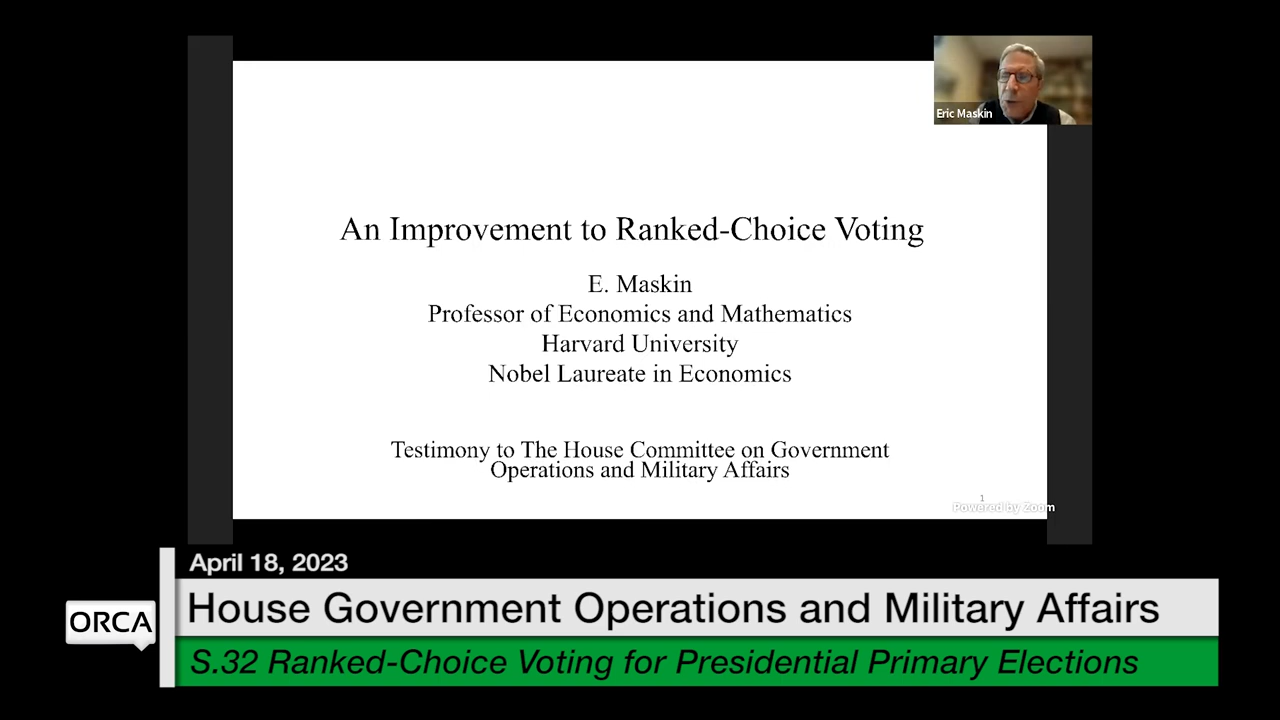 Eric Maskin
An Improvement to Ranked-Choice Voting
E. Maskin
Professor of Economics and Mathematics
Harvard University
Nobel Laureate in Economics
Testimony to The House Committee on Government
Operations and Military Affairs
1
Powered by Zoom
April 18, 2023
ORCA
House Government Operations and Military Affairs
S.32 Ranked-Choice Voting for Presidential Primary Elections